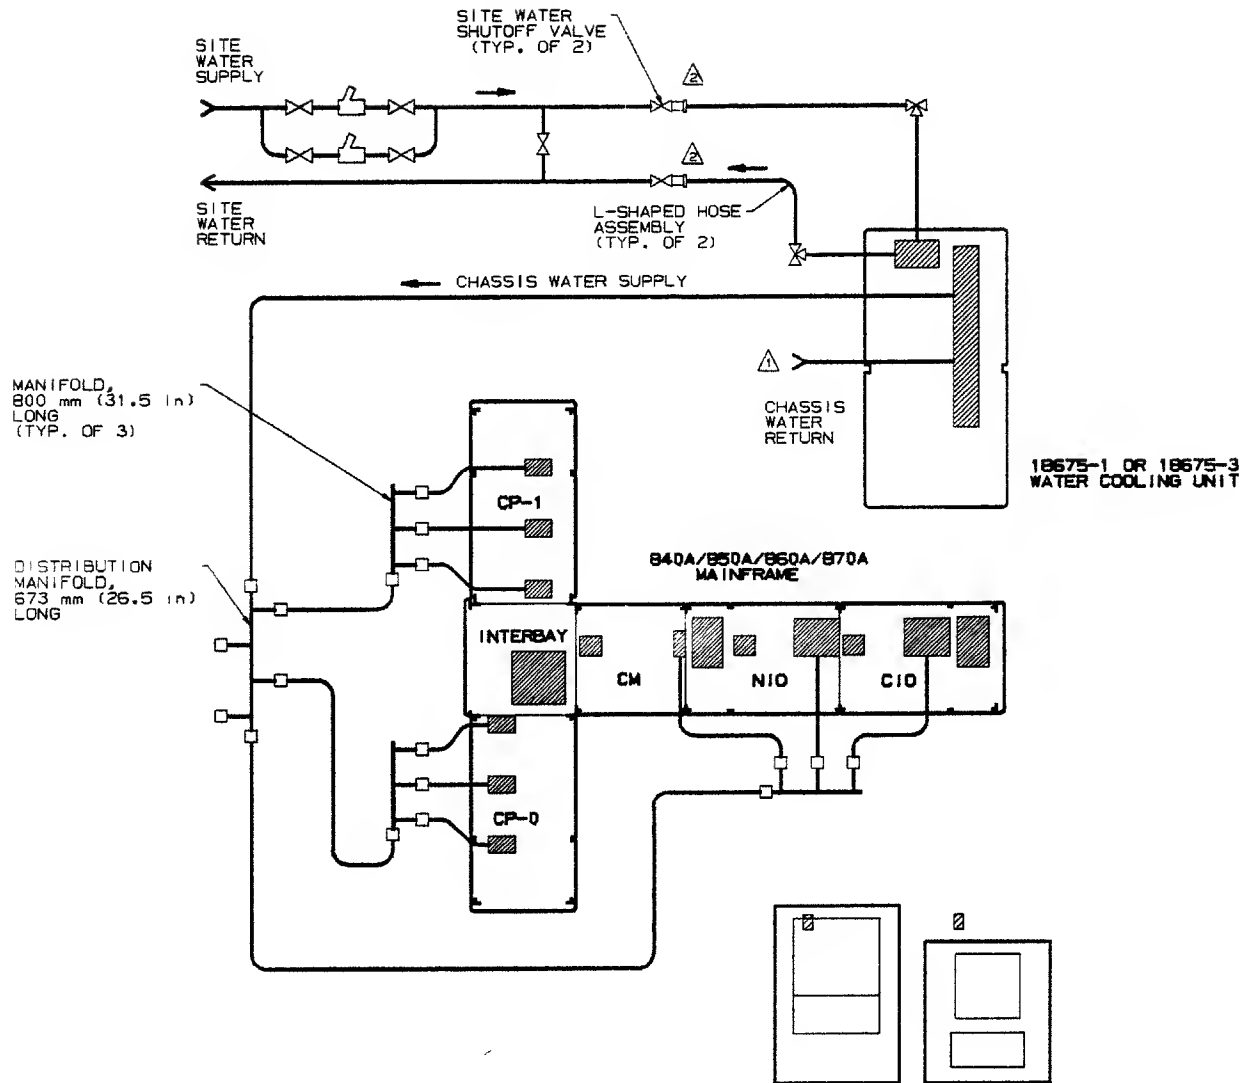 SITE WATER
SHUTOFF VALVE
(TYP. OF 2)
SITE
WATER
SUPPLY
2
2
SITE
WATER
RETURN
L-SHAPED HOSE
ASSEMBLY
(TYP. OF 2)
CHASSIS WATER SUPPLY
1
CHASSIS
WATER
RETURN
MANIFOLD,
800 mm (31.5 in)
LONG
(TYP. OF 3)
18675-1 OR 18675-3
WATER COOLING UNIT
CP-1
DISTRIBUTION
MANIFOLD,
673 mm (26.5 in)
LONG
840A/850A/860A/870A
MAINFRAME
INTERBAY
CM
NIO
CIO
CP-0